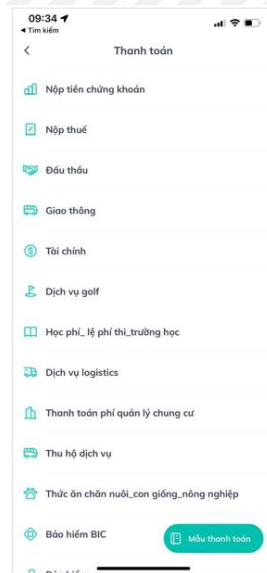 09:34
◀ Tìm kiếm
Thanh toán
Nộp tiền chứng khoán
Nộp thuế
Đấu thầu
Giao thông
Tài chính
Dịch vụ golf
Học phí_ lệ phí thi_trường học
Dịch vụ logistics
Thanh toán phí quản lý chung cư
Thu hộ dịch vụ
Thức ăn chăn nuôi_con giống_nông nghiệp
Bảo hiểm BIC
Mẫu thanh toán